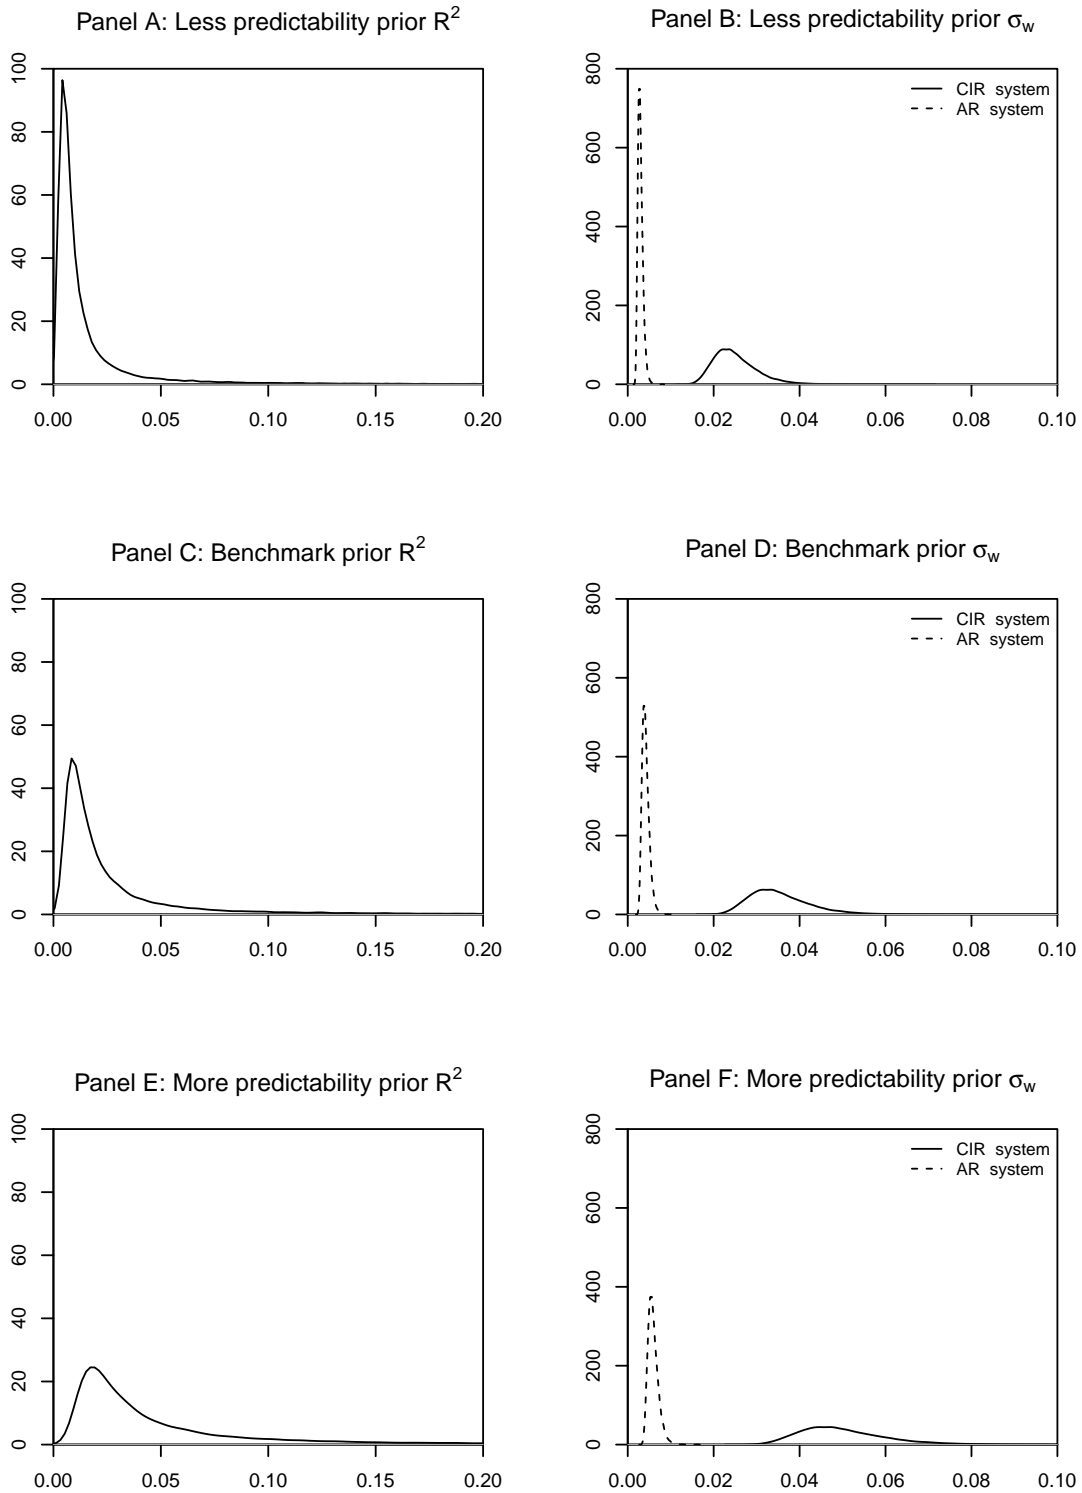 Panel A: Less predictability prior R²
100
80
60
40
20
0
0.00 0.05 0.10 0.15 0.20
Panel B: Less predictability prior σw
800
600
400
200
0
CIR system
AR system
0.00 0.02 0.04 0.06 0.08 0.10
Panel C: Benchmark prior R²
100
80
60
40
20
0
0.00 0.05 0.10 0.15 0.20
Panel D: Benchmark prior σw
800
600
400
200
0
CIR system
AR system
0.00 0.02 0.04 0.06 0.08 0.10
Panel E: More predictability prior R²
100
80
60
40
20
0
0.00 0.05 0.10 0.15 0.20
Panel F: More predictability prior σw
800
600
400
200
0
CIR system
AR system
0.00 0.02 0.04 0.06 0.08 0.10